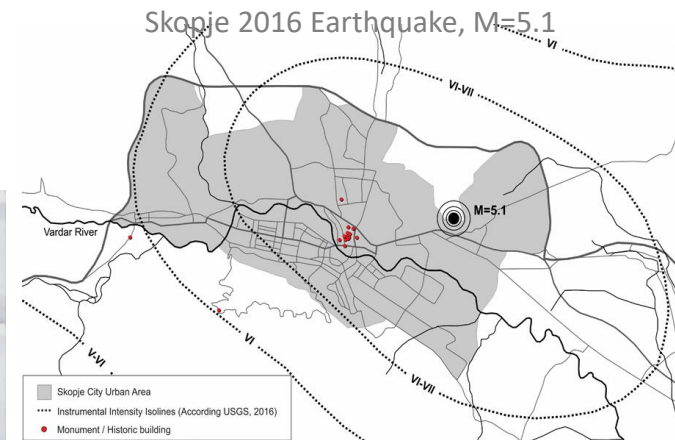 Skopje 2016 Earthquake, M=5.1
VI
VI-VII
M=5.1
Vardar River
VI
V-VI
VI-VII
Skopje City Urban Area
Instrumental Intensity Isolines (According USGS, 2016)
Monument / Historic building